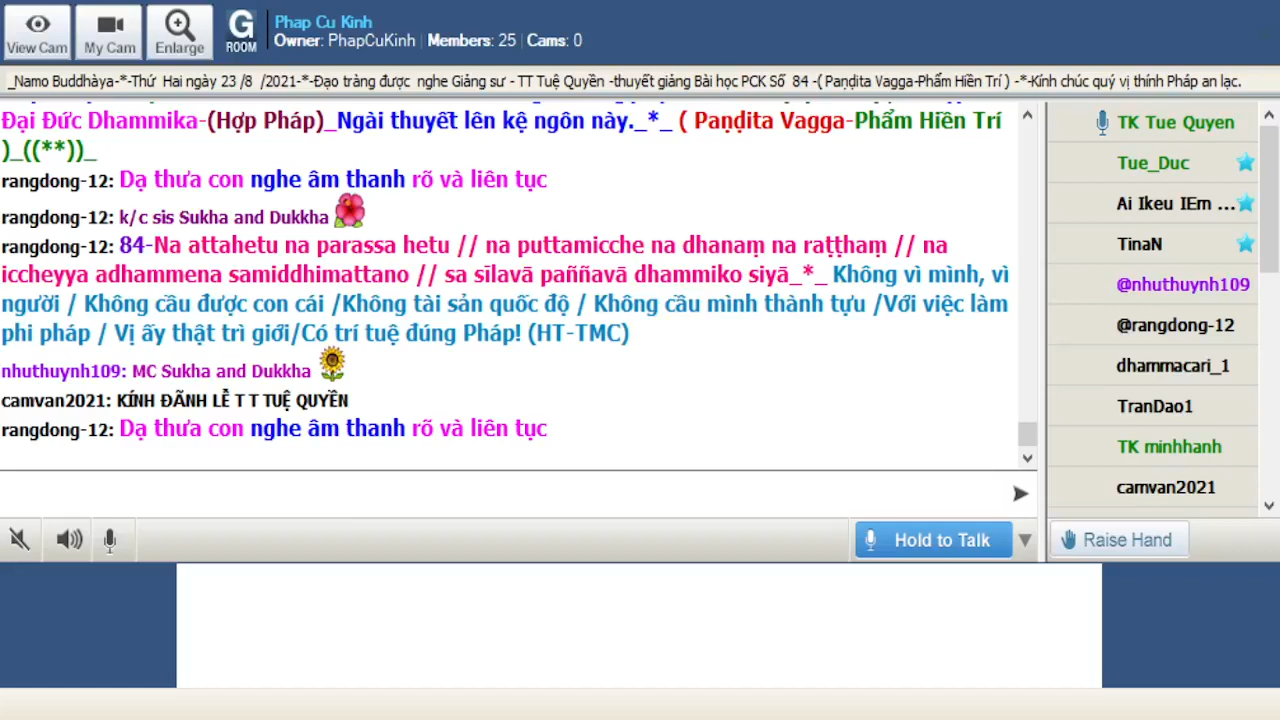 View Cam
My Cam
Enlarge
G
ROOM
Phap Cu Kinh
Owner: PhapCuKinh | Members: 25 | Cams: 0
_Namo Buddhàya-*-Thứ Hai ngày 23 /8 /2021-*-Đạo tràng được nghe Giảng sư - TT Tuệ Quyền -thuyết giảng Bài học PCK Số 84 -( Paṇḍita Vagga-Phẩm Hiền Trí ) -*-Kính chúc quý vị thính Pháp an lạc.
Đại Đức Dhammika-(Hợp Pháp)_Ngài thuyết lên kệ ngôn này._*_ ( Paṇḍita Vagga-Phẩm Hiền Trí
)_((**))_
rangdong-12: Dạ thưa con nghe âm thanh rõ và liên tục
rangdong-12: k/c sis Sukha and Dukkha
rangdong-12: 84-Na attahetu na parassa hetu // na puttamicche na dhanaṃ na raṭṭhaṃ // na
iccheyya adhammena samiddhimattano // sa sīlavā paññavā dhammiko siyā_*_ Không vì mình, vì
người / Không cầu được con cái /Không tài sản quốc độ / Không cầu mình thành tựu /Với việc làm
phi pháp / Vị ấy thật trì giới/Có trí tuệ đúng Pháp! (HT-TMC)
nhuthuynh109: MC Sukha and Dukkha
camvan2021: KÍNH ĐÃNH LỄ T T TUỆ QUYỀN
rangdong-12: Dạ thưa con nghe âm thanh rõ và liên tục
Hold to Talk
TK Tue Quyen
Tue_Duc
Ai Ikeu IEm ...
TinaN
@nhuthuynh109
@rangdong-12
dhammacari_1
TranDao1
TK minhhanh
camvan2021
Raise Hand